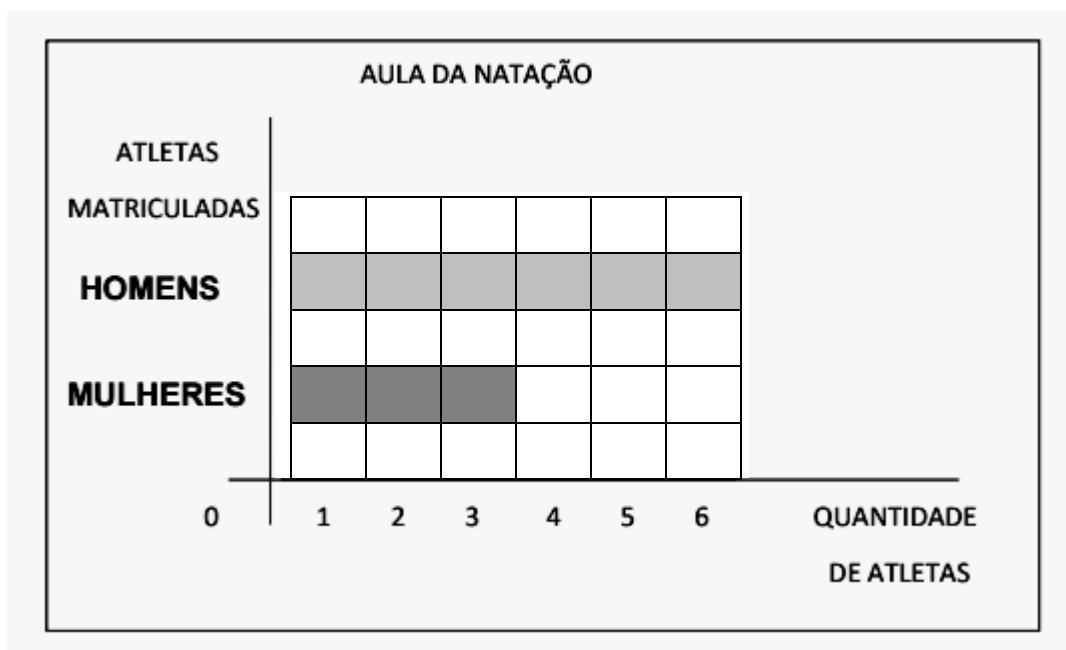 AULA DA NATAÇÃO
ATLETAS
MATRICULADAS
HOMENS
MULHERES
0 1 2 3 4 5 6 QUANTIDADE
DE ATLETAS